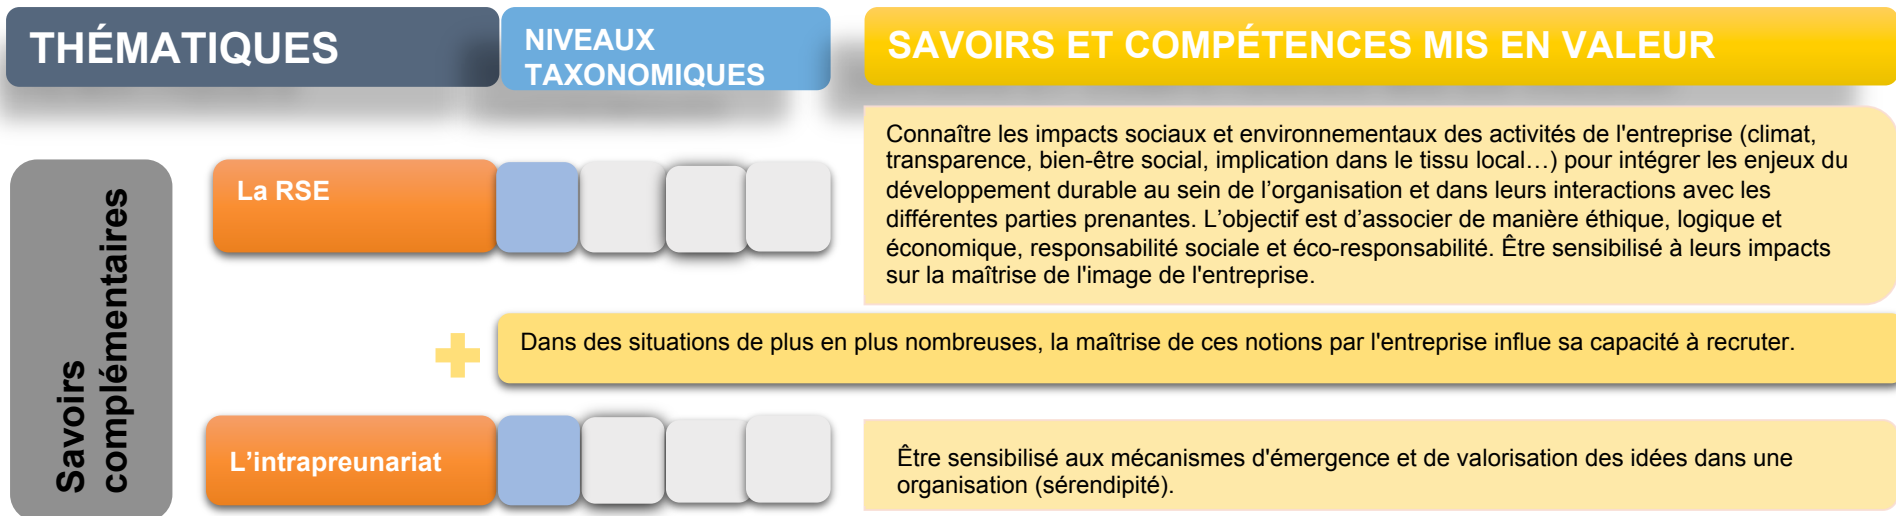 THÉMATIQUES
NIVEAUX
TAXONOMIQUES
SAVOIRS ET COMPÉTENCES MIS EN VALEUR
Savoirs
complémentaires
La RSE
Connaître les impacts sociaux et environnementaux des activités de l'entreprise (climat,
transparence, bien-être social, implication dans le tissu local…) pour intégrer les enjeux du
développement durable au sein de l’organisation et dans leurs interactions avec les
différentes parties prenantes. L’objectif est d’associer de manière éthique, logique et
économique, responsabilité sociale et éco-responsabilité. Être sensibilisé à leurs impacts
sur la maîtrise de l'image de l'entreprise.
Dans des situations de plus en plus nombreuses, la maîtrise de ces notions par l'entreprise influe sa capacité à recruter.
L’intrapreunariat
Être sensibilisé aux mécanismes d'émergence et de valorisation des idées dans une
organisation (sérendipité).